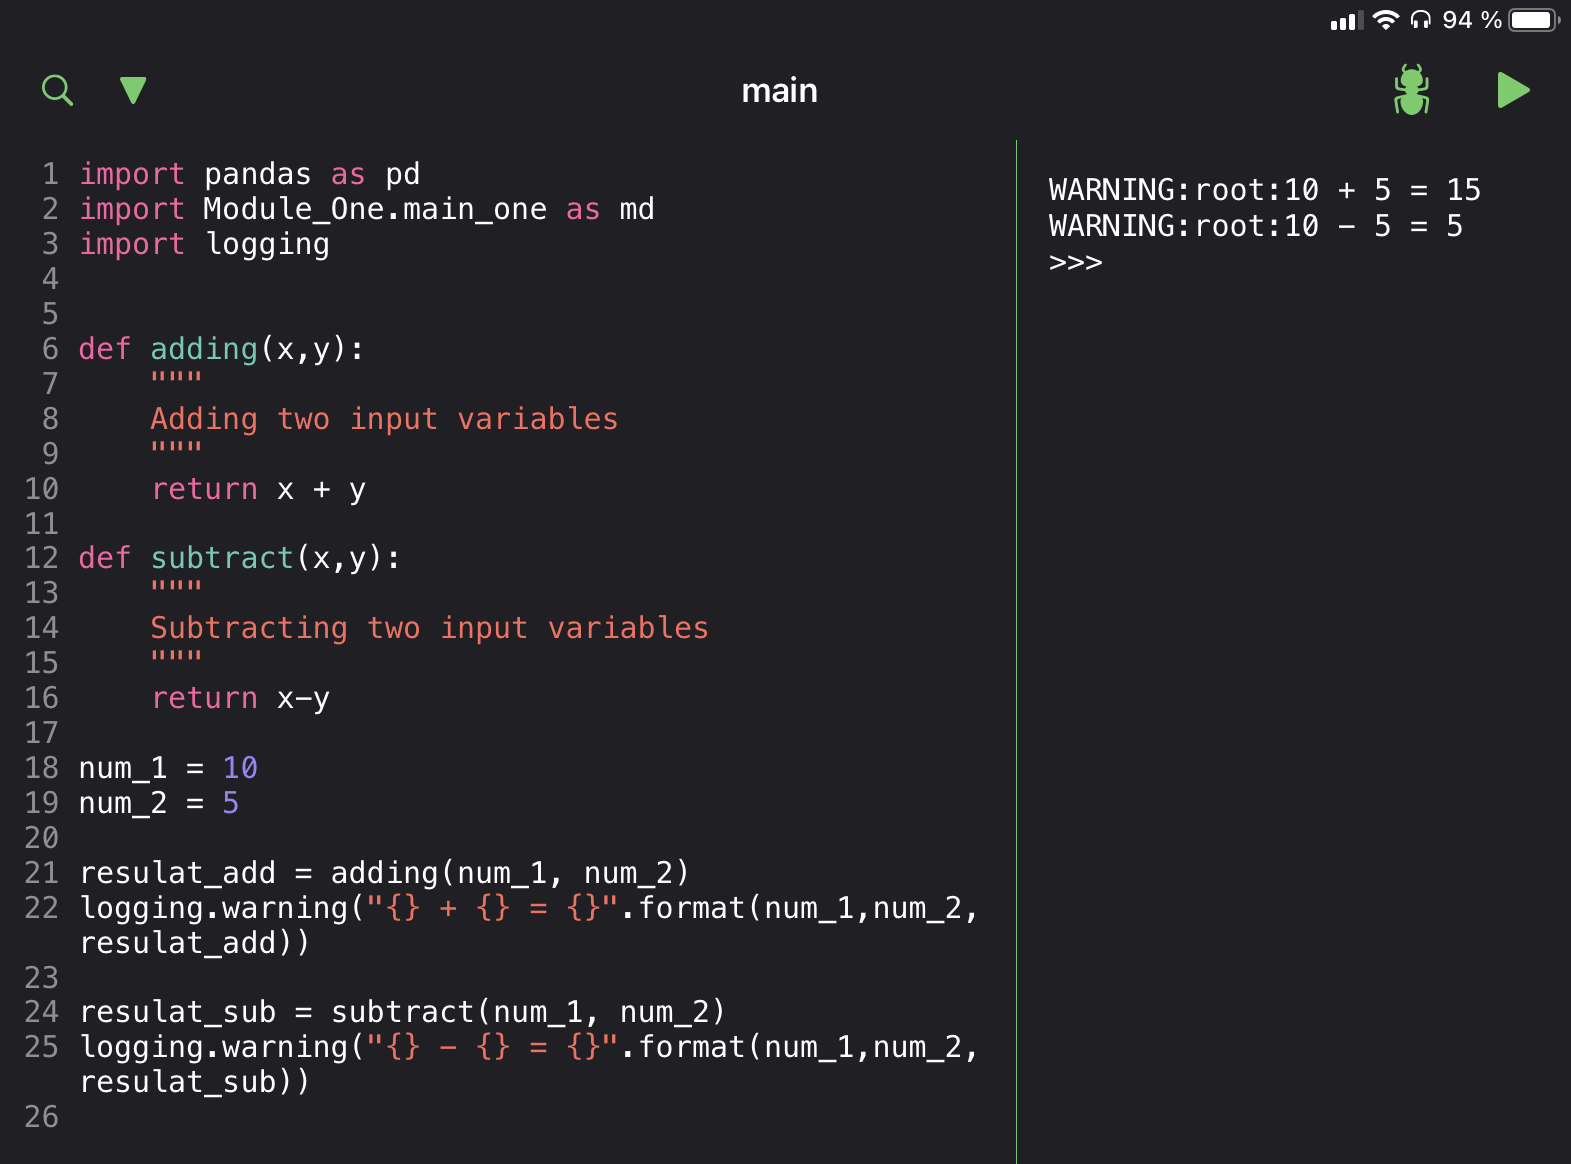 94 %
main
1 import pandas as pd
2 import Module_One.main_one as md
3 import logging
4
5
6 def adding(x,y):
7     """
8     Adding two input variables
9     """
10     return x + y
11
12 def subtract(x,y):
13     """
14     Subtracting two input variables
15     """
16     return x-y
17
18 num_1 = 10
19 num_2 = 5
20
21 resulat_add = adding(num_1, num_2)
22 logging.warning("{} + {} = {}".format(num_1,num_2,
resulat_add))
23
24 resulat_sub = subtract(num_1, num_2)
25 logging.warning("{} - {} = {}".format(num_1,num_2,
resulat_sub))
26
WARNING:root:10 + 5 = 15
WARNING:root:10 - 5 = 5
>>>